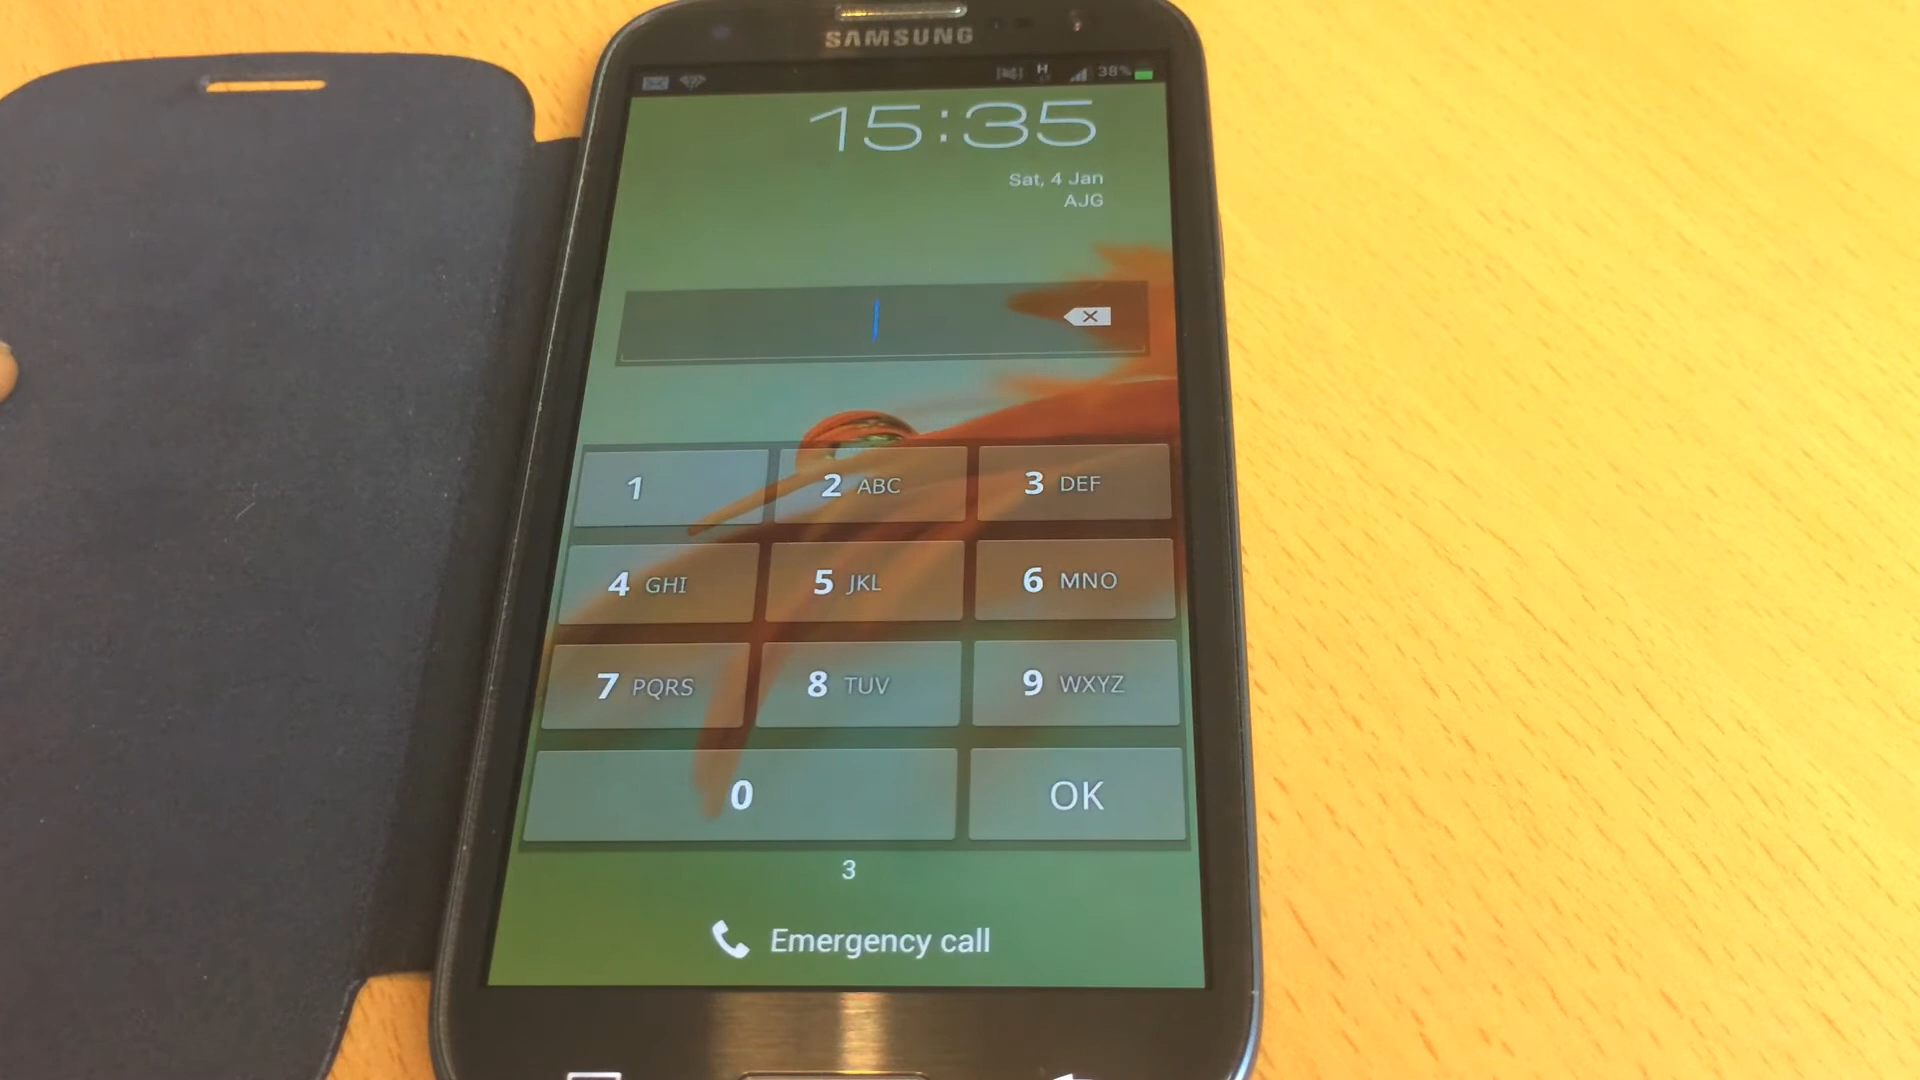 SAMSUNG
H 38%
15:35
Sat, 4 Jan
AJG
1 2 ABC 3 DEF
4 GHI 5 JKL 6 MNO
7 PQRS 8 TUV 9 WXYZ
0 OK
3
Emergency call